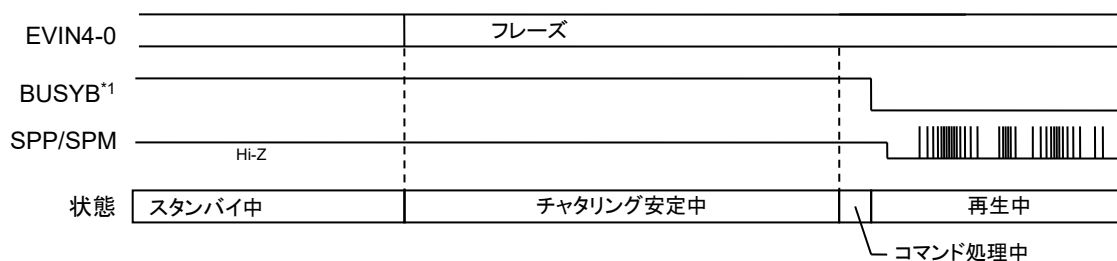 EVIN4-0 フレーズ
BUSYB*1
SPP/SPM
Hi-Z
状態 スタンバイ中 チャタリング安定中 再生中
コマンド処理中